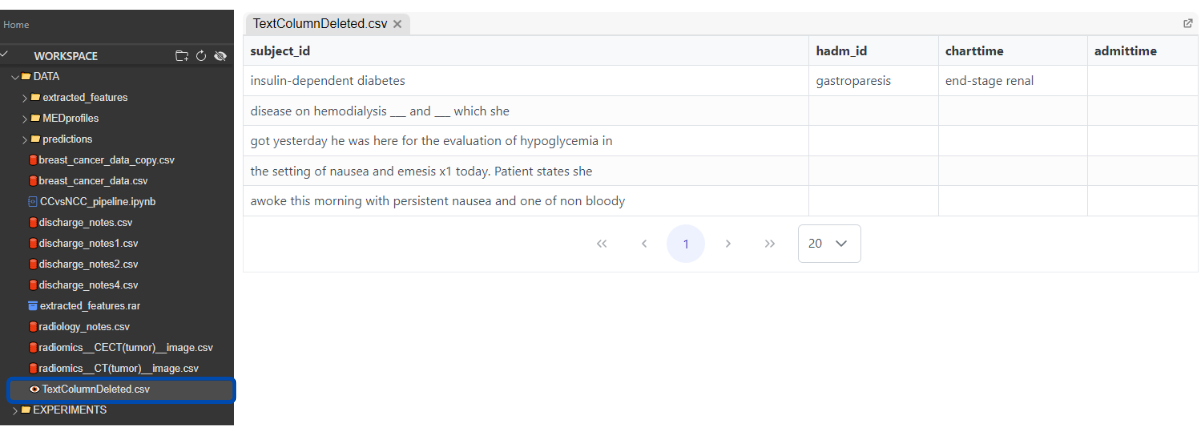 Home
WORKSPACE
DATA
extracted_features
MEDprofiles
predictions
breast_cancer_data_copy.csv
breast_cancer_data.csv
CCvsNCC_pipeline.ipynb
discharge_notes.csv
discharge_notes1.csv
discharge_notes2.csv
discharge_notes4.csv
extracted_features.rar
radiology_notes.csv
radiomics__CECT(tumor)__image.csv
radiomics__CT(tumor)__image.csv
TextColumnDeleted.csv
EXPERIMENTS
TextColumnDeleted.csv
subject_id hadm_id charttime admittime
insulin-dependent diabetes gastroparesis end-stage renal
disease on hemodialysis ___ and ___ which she
got yesterday he was here for the evaluation of hypoglycemia in
the setting of nausea and emesis x1 today. Patient states she
awoke this morning with persistent nausea and one of non bloody
1 20